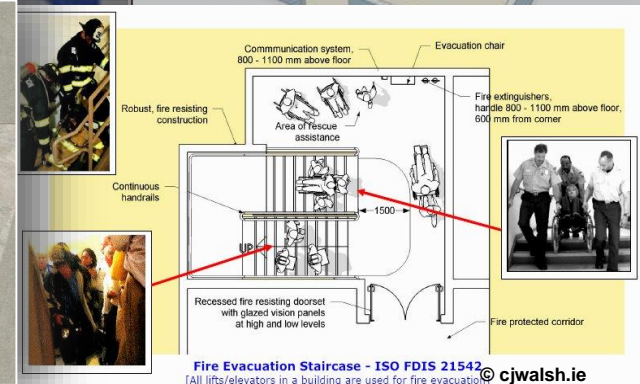 Commmunication system,
800 - 1100 mm above floor
Evacuation chair
Fire extinguishers,
handle 800 - 1100 mm above floor,
600 mm from corner
Robust, fire resisting
construction
Area of rescue
assistance
Continuous
handrails
1500
UP
Recessed fire resisting doorset
with glazed vision panels
at high and low levels
Fire protected corridor
Fire Evacuation Staircase - ISO FDIS 21542
[All lifts/elevators in a building are used for fire evacuation]
© cjwalsh.ie